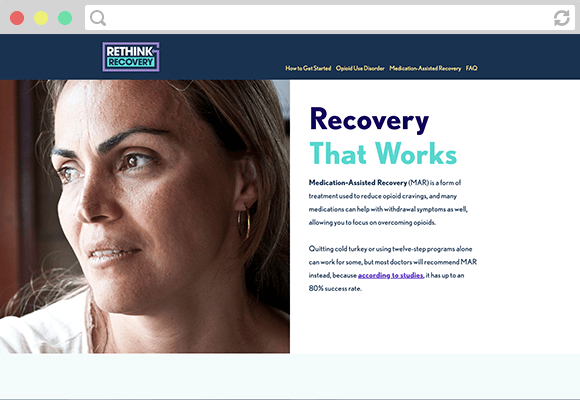 RETHINK
RECOVERY
How to Get Started Opioid Use Disorder Medication-Assisted Recovery FAQ
Recovery
That Works
Medication-Assisted Recovery (MAR) is a form of
treatment used to reduce opioid cravings, and many
medications can help with withdrawal symptoms as well,
allowing you to focus on overcoming opioids.
Quitting cold turkey or using twelve-step programs alone
can work for some, but most doctors will recommend MAR
instead, because according to studies, it has up to an
80% success rate.